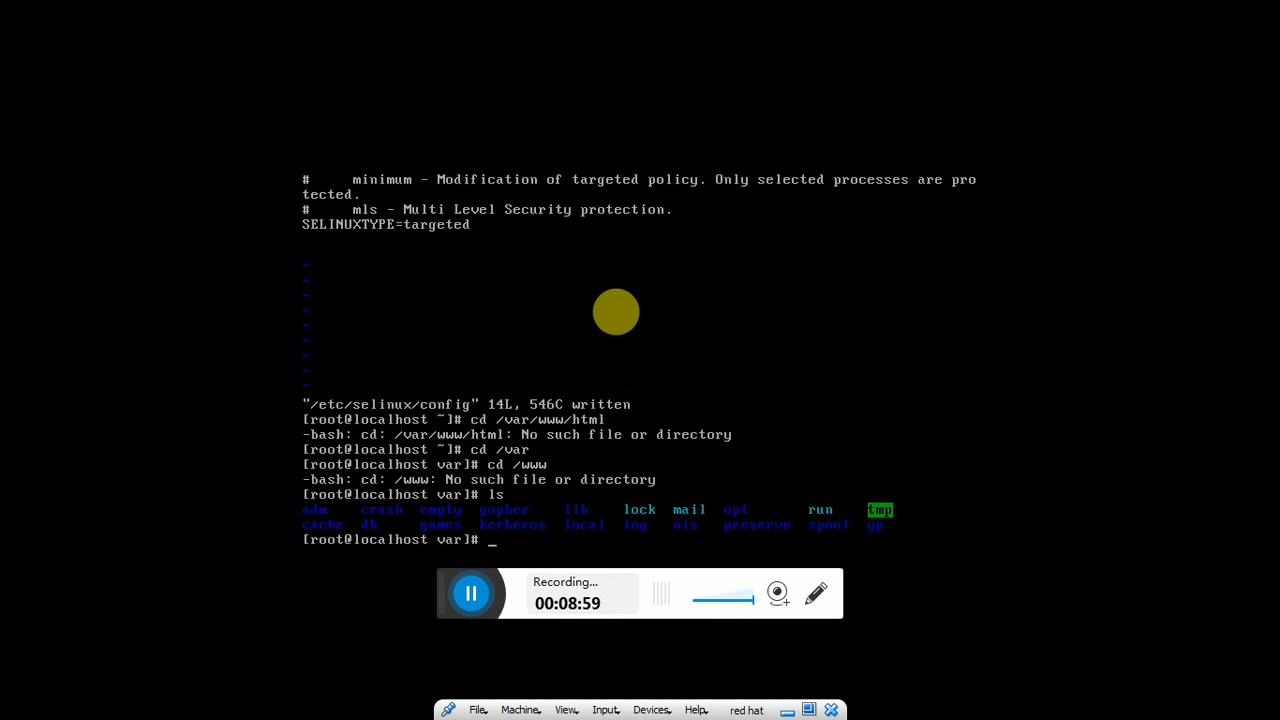 #     minimum - Modification of targeted policy. Only selected processes are pro
tected.
#     mls - Multi Level Security protection.
SELINUXTYPE=targeted
~
~
~
~
~
~
~
~
~
"/etc/selinux/config" 14L, 546C written
[root@localhost ~]# cd /var/www/html
-bash: cd: /var/www/html: No such file or directory
[root@localhost ~]# cd /var
[root@localhost var]# cd /www
-bash: cd: /www: No such file or directory
[root@localhost var]# ls
adm    crash  empty  gopher    lib    lock  mail  opt       run    tmp
cache  db     games  kerberos  local  log   nis   preserve  spool  yp
[root@localhost var]# _
Recording...
00:08:59
File Machine View Input Devices Help red hat